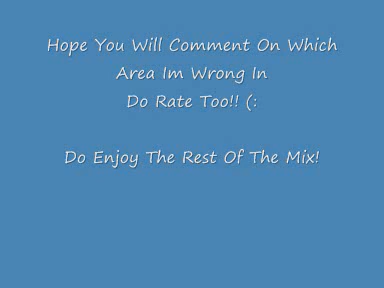 Hope You Will Comment On Which
Area Im Wrong In
Do Rate Too!! (:
Do Enjoy The Rest Of The Mix!